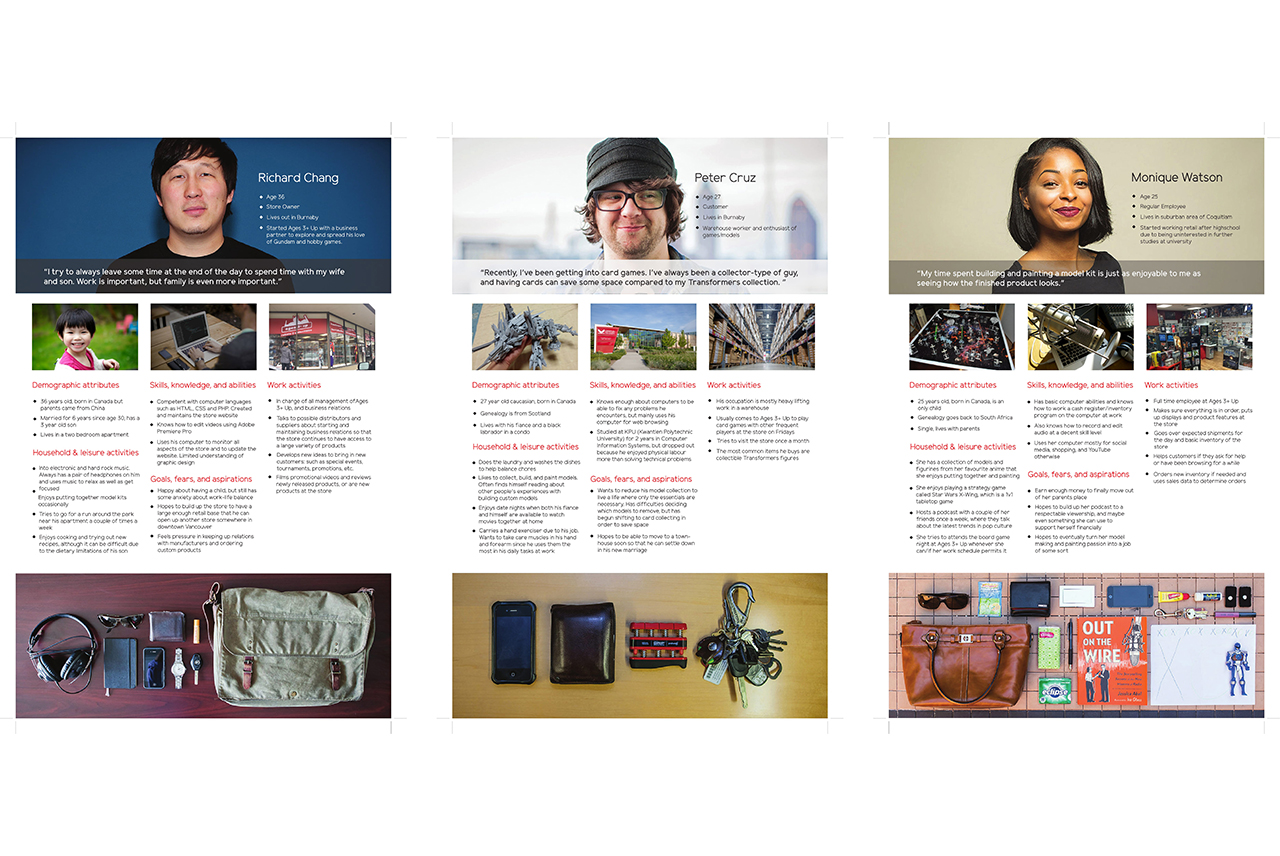 Richard Chang
Age 36
Store Owner
Lives out in Burnaby
Started Ages 3+ Up with a business
partner to explore and spread his love
of Gundam and hobby games.
"I try to always leave some time at the end of the day to spend time with my wife
and son. Work is important, but family is even more important."
Demographic attributes
36 years old, born in Canada but
parents came from China
Married for 6 years since age 30, has a
3 year old son
Lives in a two bedroom apartment
Household & leisure activities
Into electronic and hard rock music.
Always has a pair of headphones on him
and uses music to relax as well as get
focused
Enjoys putting together model kits
occasionally
Tries to go for a run around the park
near his apartment a couple of times a
week
Enjoys cooking and trying out new
recipes, although it can be difficult due
to the dietary limitations of his son
Skills, knowledge, and abilities
Competent with computer languages
such as HTML, CSS and PHP. Created
and maintains the store website
Knows how to edit videos using Adobe
Premiere Pro
Uses his computer to monitor all
aspects of the store and to update the
website. Limited understanding of
graphic design
Goals, fears, and aspirations
Happy about having a child, but still has
some anxiety about work-life balance
Hopes to build up the store to have a
large enough retail base that he can
open up another store somewhere in
downtown Vancouver
Feels pressure in keeping up relations
with manufacturers and ordering
custom products
Work activities
In charge of all management of Ages
3+ Up, and business relations
Talks to possible distributors and
suppliers about starting and
maintaining business relations so that
the store continues to have access to
a large variety of products
Develops new ideas to bring in new
customers: such as special events,
tournaments, promotions, etc.
Films promotional videos and reviews
newly released products, or are new
products at the store
Peter Cruz
Age 27
Customer
Lives in Burnaby
Warehouse worker and enthusiast of
games/models
"Recently, I've been getting into card games. I've always been a collector-type of guy,
and having cards can save some space compared to my Transformers collection. "
Demographic attributes
27 year old caucasian, born in Canada
Genealogy is from Scotland
Lives with his fiance and a black
labrador in a condo
Household & leisure activities
Does the laundry and washes the dishes
to help balance chores
Likes to collect, build, and paint models.
Often finds himself reading about
other people's experiences with
building custom models
Enjoys date nights when both his fiance
and himself are available to watch
movies together at home
Carries a hand exerciser due to his job.
Wants to take care muscles in his hand
and forearm since he uses them the
most in his daily tasks at work
Skills, knowledge, and abilities
Knows enough about computers to be
able to fix any problems he
encounters, but mainly uses his
computer for web browsing
Studied at KPU (Kwantlen Polytechnic
University) for 2 years in Computer
Information Systems, but dropped out
because he enjoyed physical labour
more than solving technical problems
Goals, fears, and aspirations
Wants to reduce his model collection to
live a life where only the essentials are
necessary. Has difficulties deciding
which models to remove, but has
begun shifting to card collecting in
order to save space
Hopes to be able to move to a town-
house soon so that he can settle down
in his new marriage
Work activities
His occupation is mostly heavy lifting
work in a warehouse
Usually comes to Ages 3+ Up to play
card games with other frequent
players at the store on Fridays
Tries to visit the store once a month
The most common items he buys are
collectible Transformers figures
Monique Watson
Age 25
Regular Employee
Lives in suburban area of Coquitlam
Started working retail after highschool
due to being uninterested in further
studies at university
"My time spent building and painting a model kit is just as enjoyable to me as
seeing how the finished product looks."
Demographic attributes
25 years old, born in Canada, is an
only child
Genealogy goes back to South Africa
Single, lives with parents
Household & leisure activities
She has a collection of models and
figurines from her favourite anime that
she enjoys putting together and painting
She enjoys playing a strategy game
called Star Wars X-Wing, which is a 1v1
tabletop game
Hosts a podcast with a couple of her
friends once a week, where they talk
about the latest trends in pop culture
She tries to attends the board game
night at Ages 3+ Up whenever she
can/if her work schedule permits it
Skills, knowledge, and abilities
Has basic computer abilities and knows
how to work a cash register/inventory
program on the computer at work
Also knows how to record and edit
audio at a decent skill level
Uses her computer mostly for social
media, shopping, and YouTube
otherwise
Goals, fears, and aspirations
Earn enough money to finally move out
of her parents place
Hopes to build up her podcast to a
respectable viewership, and maybe
even something she can use to
support herself financially
Hopes to eventually turn her model
making and painting passion into a job
of some sort
Work activities
Full time employee at Ages 3+ Up
Makes sure everything is in order, puts
up displays and product features at
the store
Goes over expected shipments for
the day and basic inventory of the
store
Helps customers if they ask for help
or have been browsing for a while
Orders new inventory if needed and
uses sales data to determine orders
OUT
ON THE
WIRE
eclipse